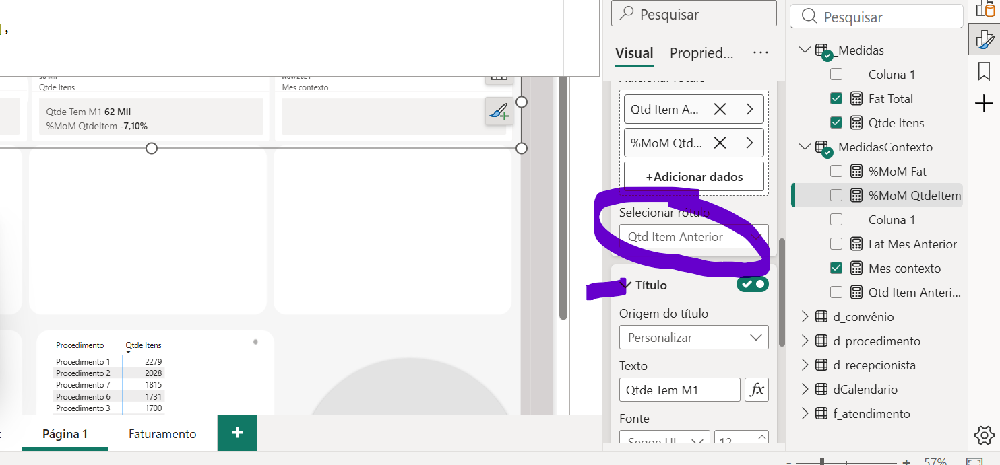 ,
Pesquisar
Visual
Propried...
Qtd Item A...
%MoM Qtd...
+Adicionar dados
Selecionar rótulo
Qtd Item Anterior
Título
Origem do título
Personalizar
Texto
Qtde Tem M1
fx
Fonte
Segoe UI
12
Pesquisar
_Medidas
Coluna 1
Fat Total
Qtde Itens
_MedidasContexto
%MoM Fat
%MoM QtdeItem
Coluna 1
Fat Mes Anterior
Mes contexto
Qtd Item Anteri...
d_convênio
d_procedimento
d_recepcionista
dCalendario
f_atendimento
Qtde Itens
Mes contexto
Qtde Tem M1 62 Mil
%MoM QtdeItem -7,10%
Procedimento Qtde Itens
Procedimento 1 2279
Procedimento 2 2028
Procedimento 7 1815
Procedimento 6 1731
Procedimento 3 1700
Página 1
Faturamento
+
- + 57%